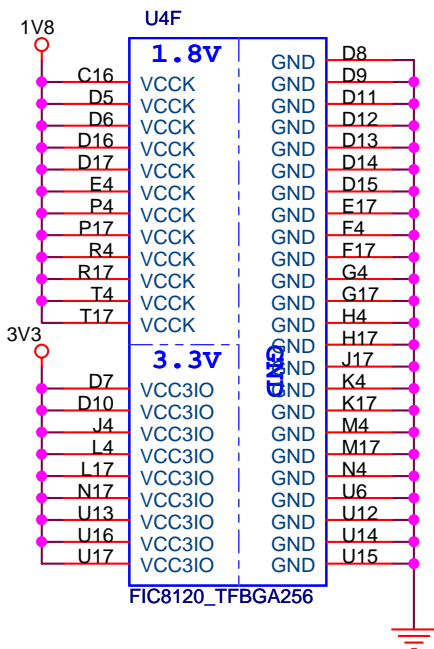 U4F
1V8
1.8V
C16 VCCK
D5 VCCK
D6 VCCK
D16 VCCK
D17 VCCK
E4 VCCK
P4 VCCK
P17 VCCK
R4 VCCK
R17 VCCK
T4 VCCK
T17 VCCK
3V3
3.3V
D7 VCC3IO
D10 VCC3IO
J4 VCC3IO
L4 VCC3IO
L17 VCC3IO
N17 VCC3IO
U13 VCC3IO
U16 VCC3IO
U17 VCC3IO
GND
GND D8
GND D9
GND D11
GND D12
GND D13
GND D14
GND D15
GND E17
GND F4
GND F17
GND G4
GND G17
GND H4
GND H17
GND J17
GND K4
GND K17
GND M4
GND M17
GND N4
GND U6
GND U12
GND U14
GND U15
FIC8120_TFBGA256